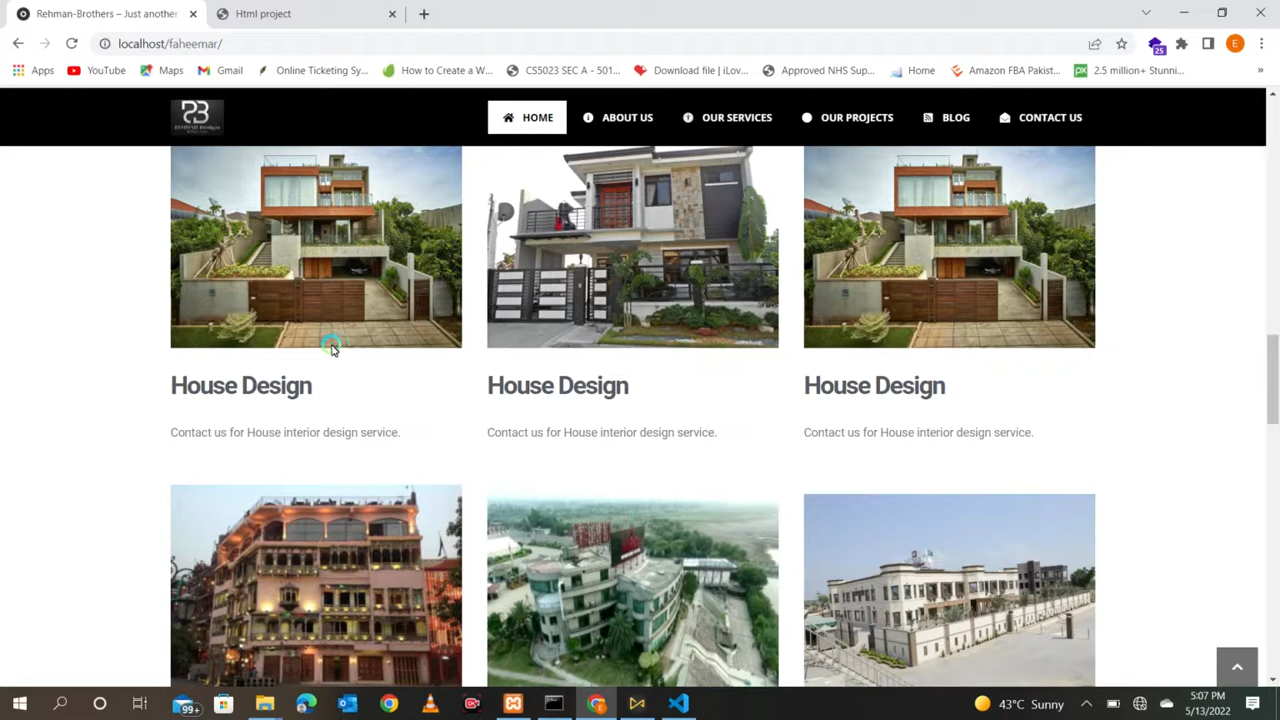 Rehman-Brothers – Just another
Html project
localhost/faheemar/
25
E
Apps
YouTube
Maps
Gmail
Online Ticketing Sy...
How to Create a W...
CS5023 SEC A - 501...
Download file | iLov...
Approved NHS Sup...
Home
Amazon FBA Pakist...
px
2.5 million+ Stunni...
»
HOME
ABOUT US
OUR SERVICES
OUR PROJECTS
BLOG
CONTACT US
House Design
House Design
House Design
Contact us for House interior design service.
Contact us for House interior design service.
Contact us for House interior design service.
99+
43°C Sunny
5:07 PM
5/13/2022